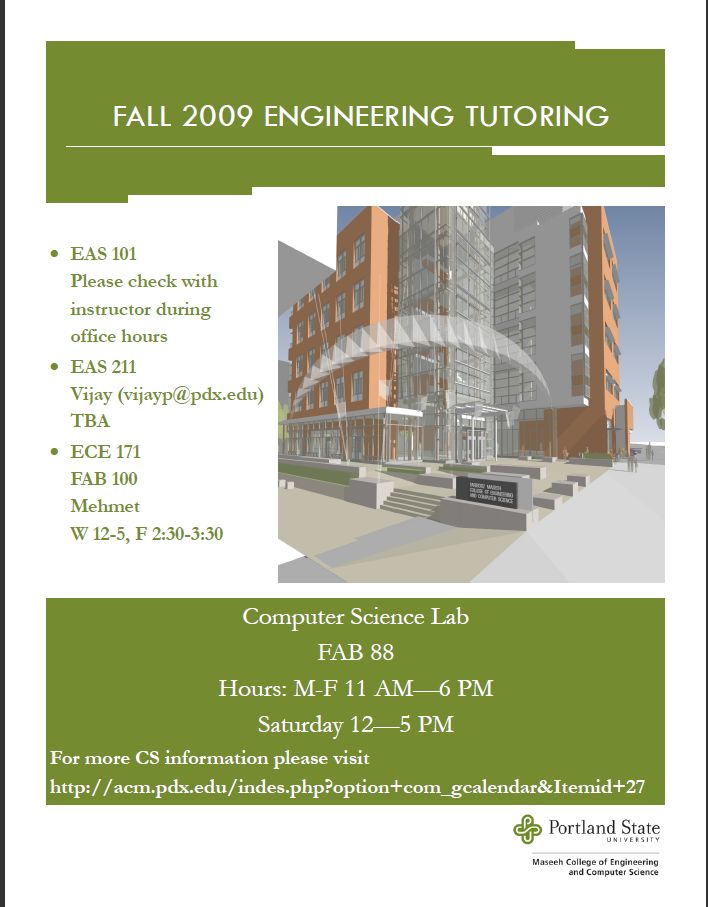 FALL 2009 ENGINEERING TUTORING
• EAS 101
Please check with
instructor during
office hours
• EAS 211
Vijay (vijayp@pdx.edu)
TBA
• ECE 171
FAB 100
Mehmet
W 12-5, F 2:30-3:30
FARIBORZ MASEEH
COLLEGE OF ENGINEERING
AND COMPUTER SCIENCE
Computer Science Lab
FAB 88
Hours: M-F 11 AM—6 PM
Saturday 12—5 PM
For more CS information please visit
http://acm.pdx.edu/indes.php?option+com_gcalendar&Itemid+27
Portland State
UNIVERSITY
Maseeh College of Engineering
and Computer Science